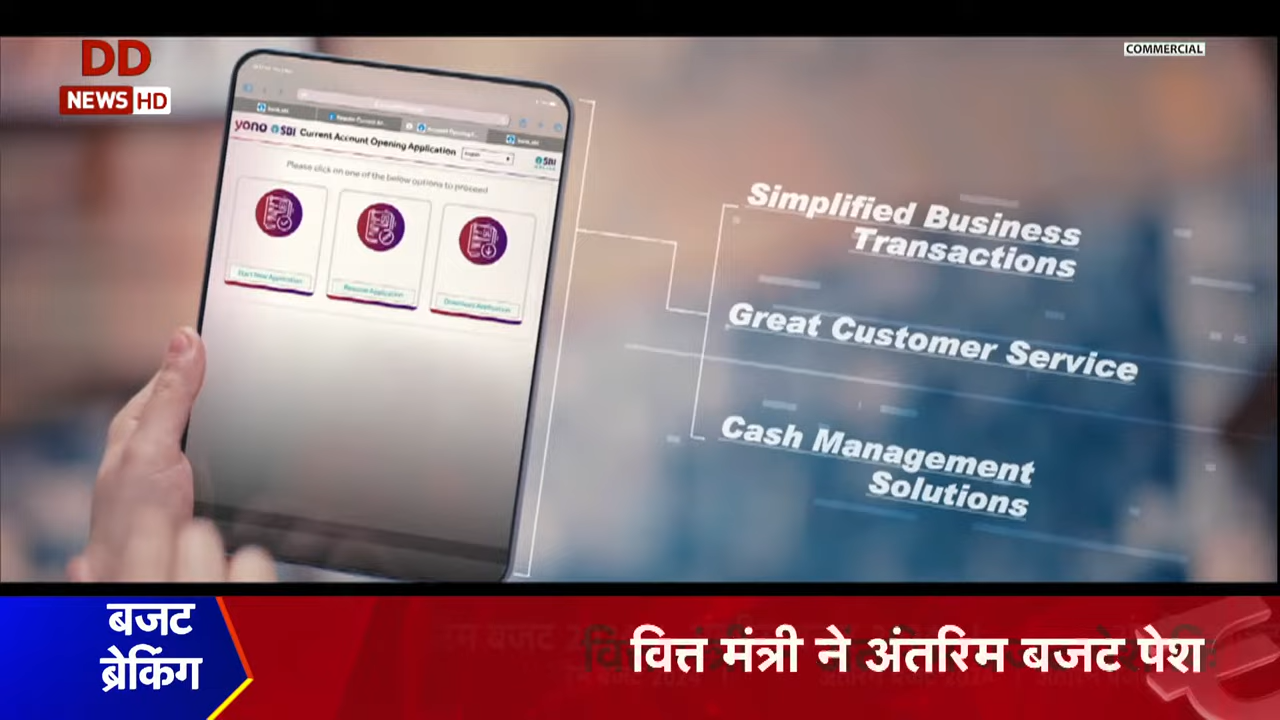 DD
NEWS HD
COMMERCIAL
yono SBI Current Account Opening Application
English
SBI
Please click on one of the below options to proceed
Start New Application
Resume Application
Download Application
Simplified Business
Transactions
Great Customer Service
Cash Management
Solutions
बजट
ब्रेकिंग
वित्त मंत्री ने अंतरिम बजट पेश